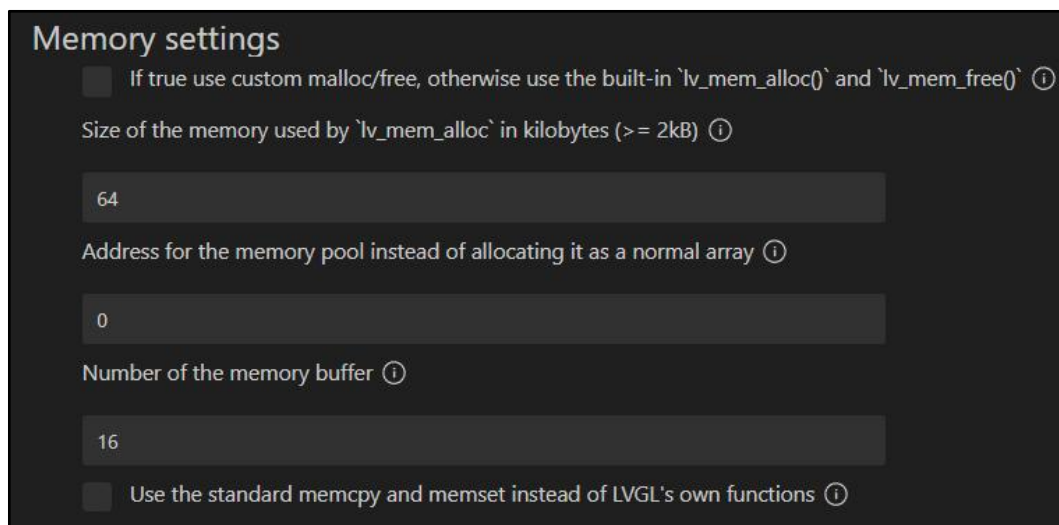 Memory settings
If true use custom malloc/free, otherwise use the built-in `lv_mem_alloc()` and `lv_mem_free()`
Size of the memory used by `lv_mem_alloc` in kilobytes (>= 2kB)
64
Address for the memory pool instead of allocating it as a normal array
0
Number of the memory buffer
16
Use the standard memcpy and memset instead of LVGL's own functions